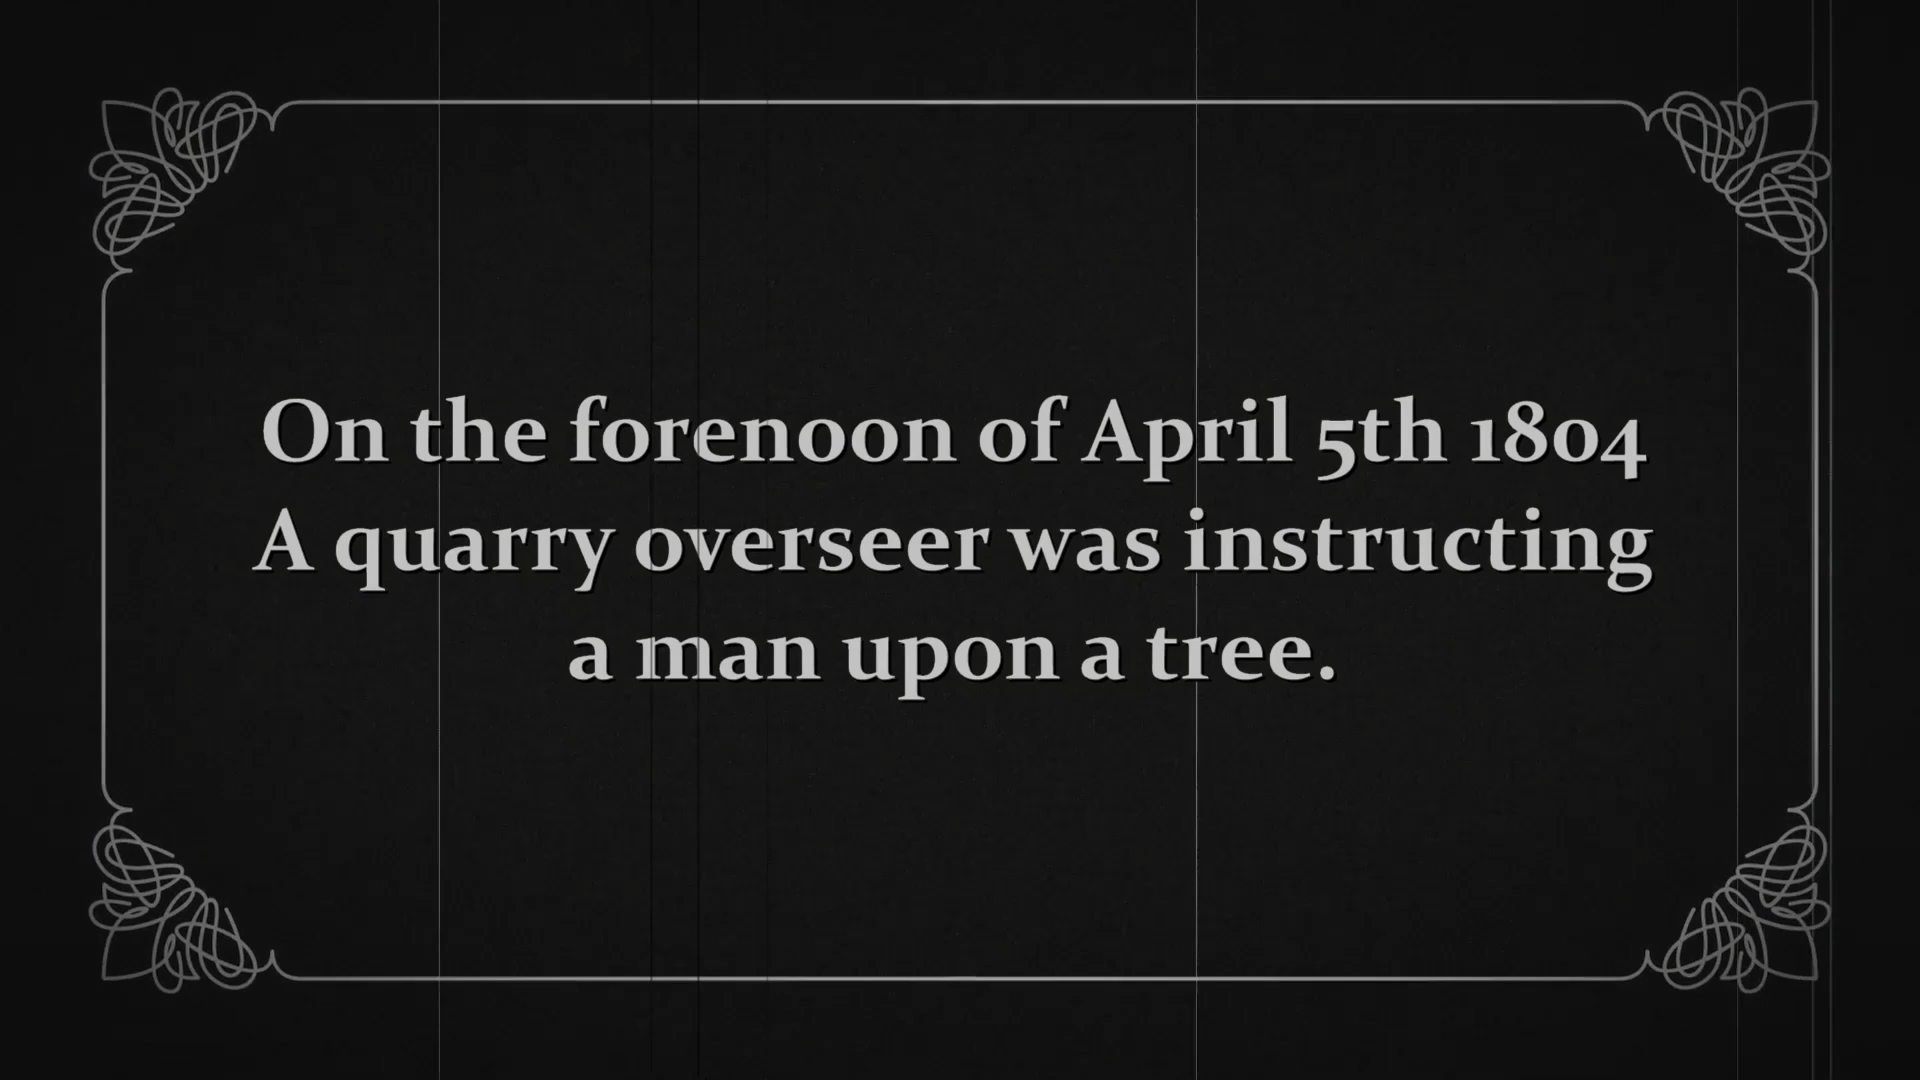 On the forenoon of April 5th 1804
A quarry overseer was instructing
a man upon a tree.